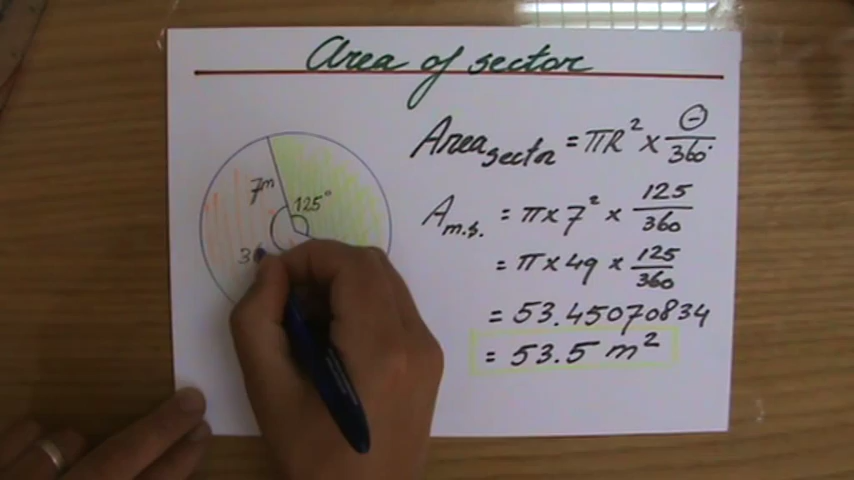 Area of sector
Area sector = πR² × Θ/360°
7m
125°
A m.s. = π × 7² × 125/360
= π × 49 × 125/360
= 53.45070834
= 53.5 m²